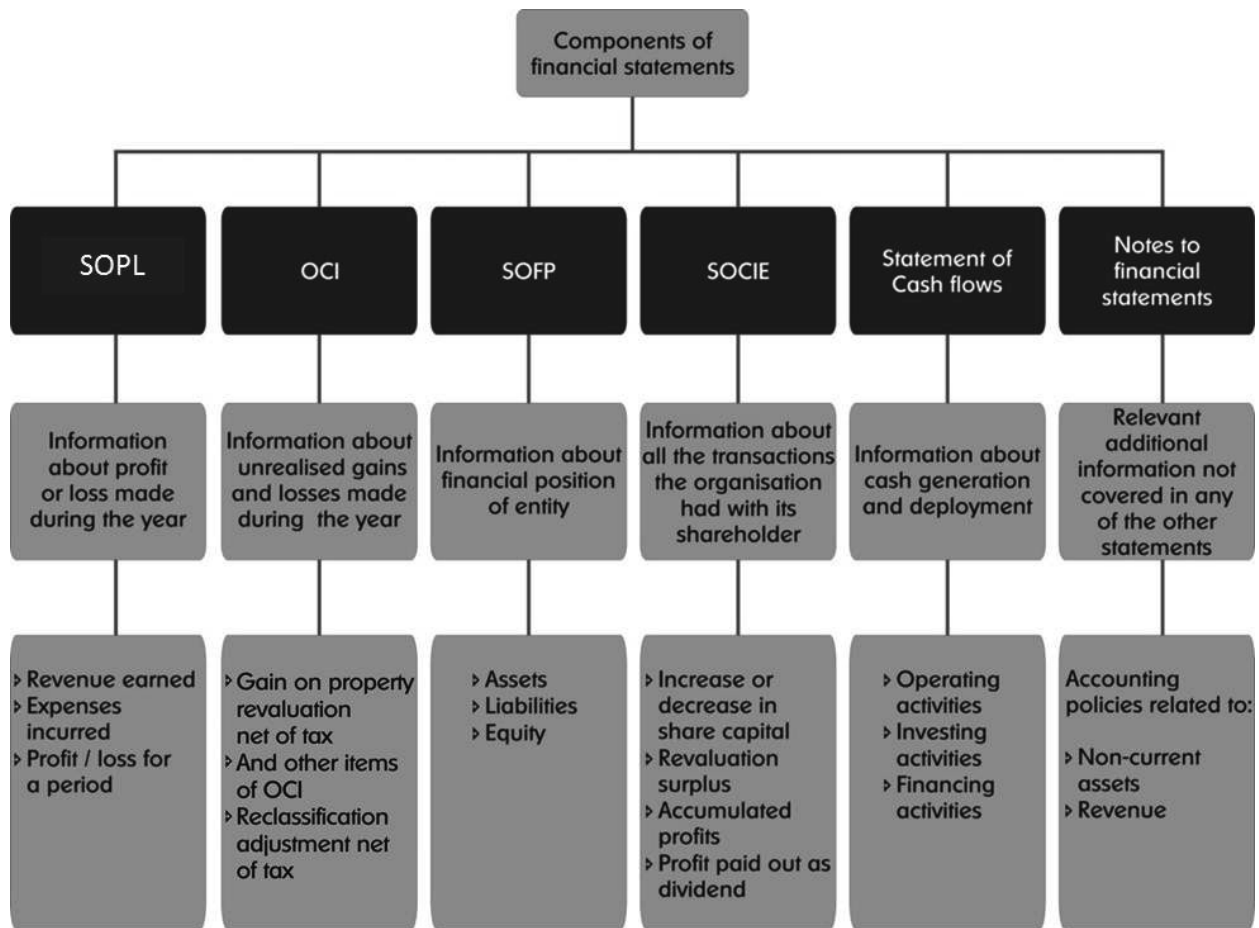 Components of
financial statements
SOPL
OCI
SOFP
SOCIE
Statement of
Cash flows
Notes to
financial
statements
Information
about profit
or loss made
during the year
Information about
unrealised gains
and losses made
during the year
Information about
financial position
of entity
Information about
all the transactions
the organisation
had with its
shareholder
Information about
cash generation
and deployment
Relevant
additional
information not
covered in any
of the other
statements
Revenue earned
Expenses
incurred
Profit / loss for
a period
Gain on property
revaluation
net of tax
And other items
of OCI
Reclassification
adjustment net
of tax
Assets
Liabilities
Equity
Increase or
decrease in
share capital
Revaluation
surplus
Accumulated
profits
Profit paid out as
dividend
Operating
activities
Investing
activities
Financing
activities
Accounting
policies related to:
Non-current
assets
Revenue